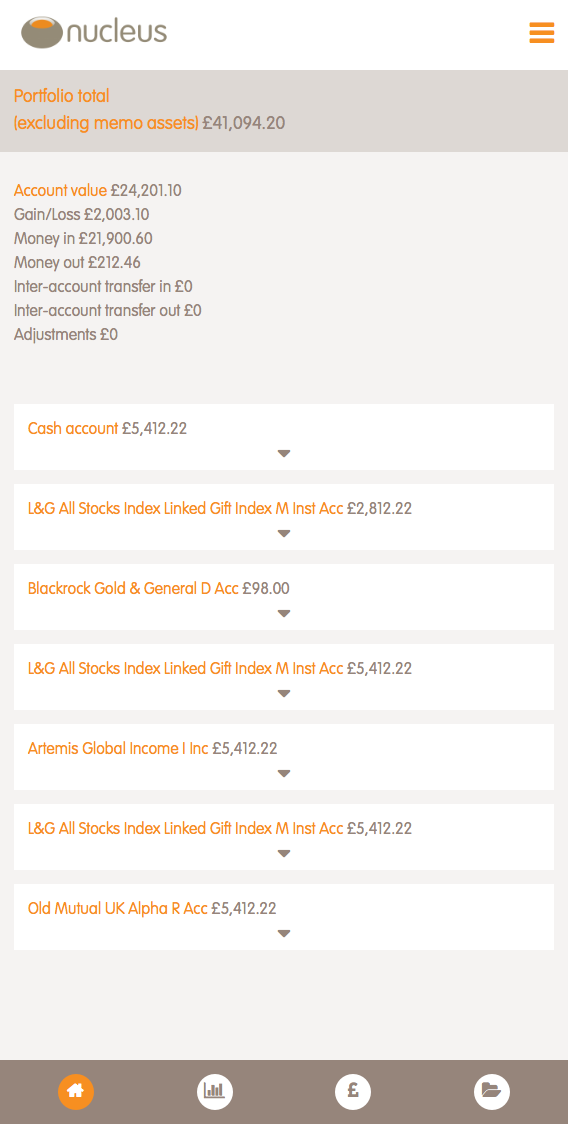 nucleus
Portfolio total
(excluding memo assets) £41,094.20
Account value £24,201.10
Gain/Loss £2,003.10
Money in £21,900.60
Money out £212.46
Inter-account transfer in £0
Inter-account transfer out £0
Adjustments £0
Cash account £5,412.22
L&G All Stocks Index Linked Gift Index M Inst Acc £2,812.22
Blackrock Gold & General D Acc £98.00
L&G All Stocks Index Linked Gift Index M Inst Acc £5,412.22
Artemis Global Income I Inc £5,412.22
L&G All Stocks Index Linked Gift Index M Inst Acc £5,412.22
Old Mutual UK Alpha R Acc £5,412.22
£